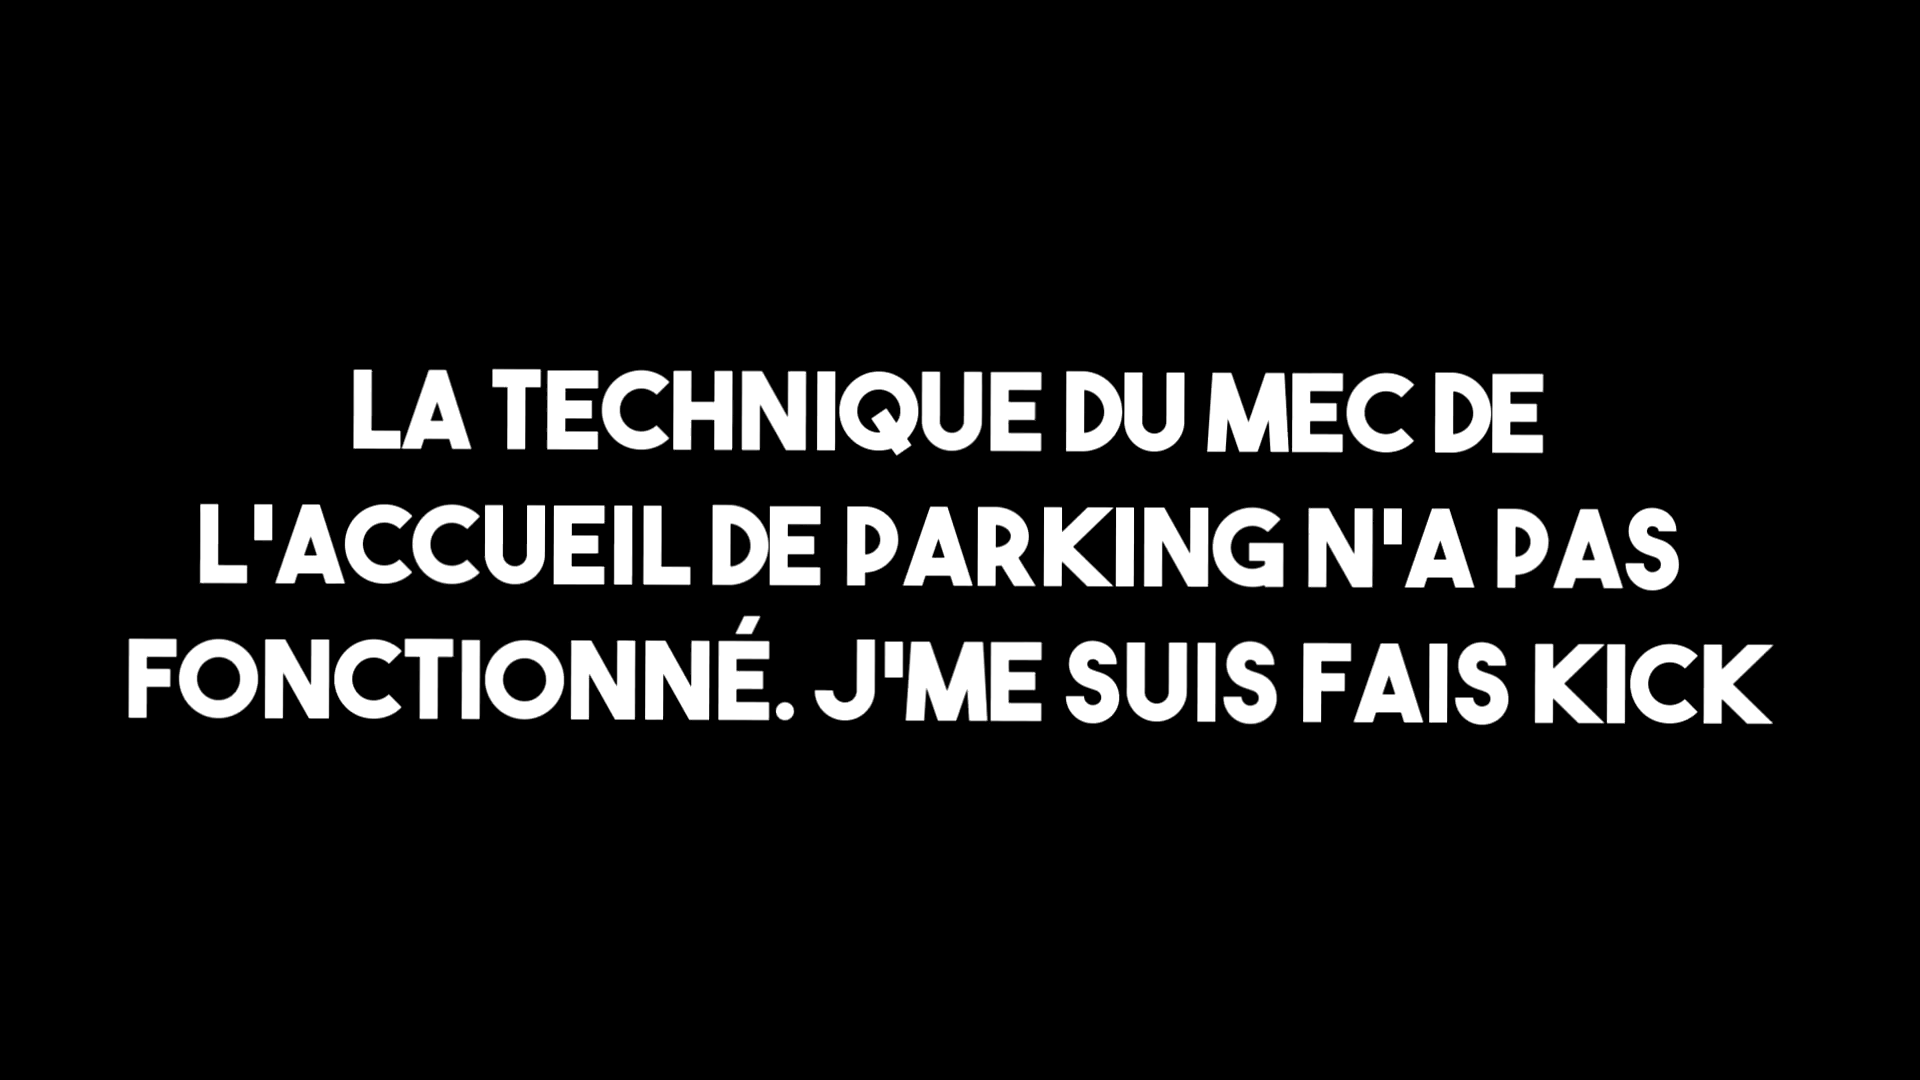 LA TECHNIQUE DU MEC DE
L'ACCUEIL DE PARKING N'A PAS
FONCTIONNÉ. J'ME SUIS FAIS KICK